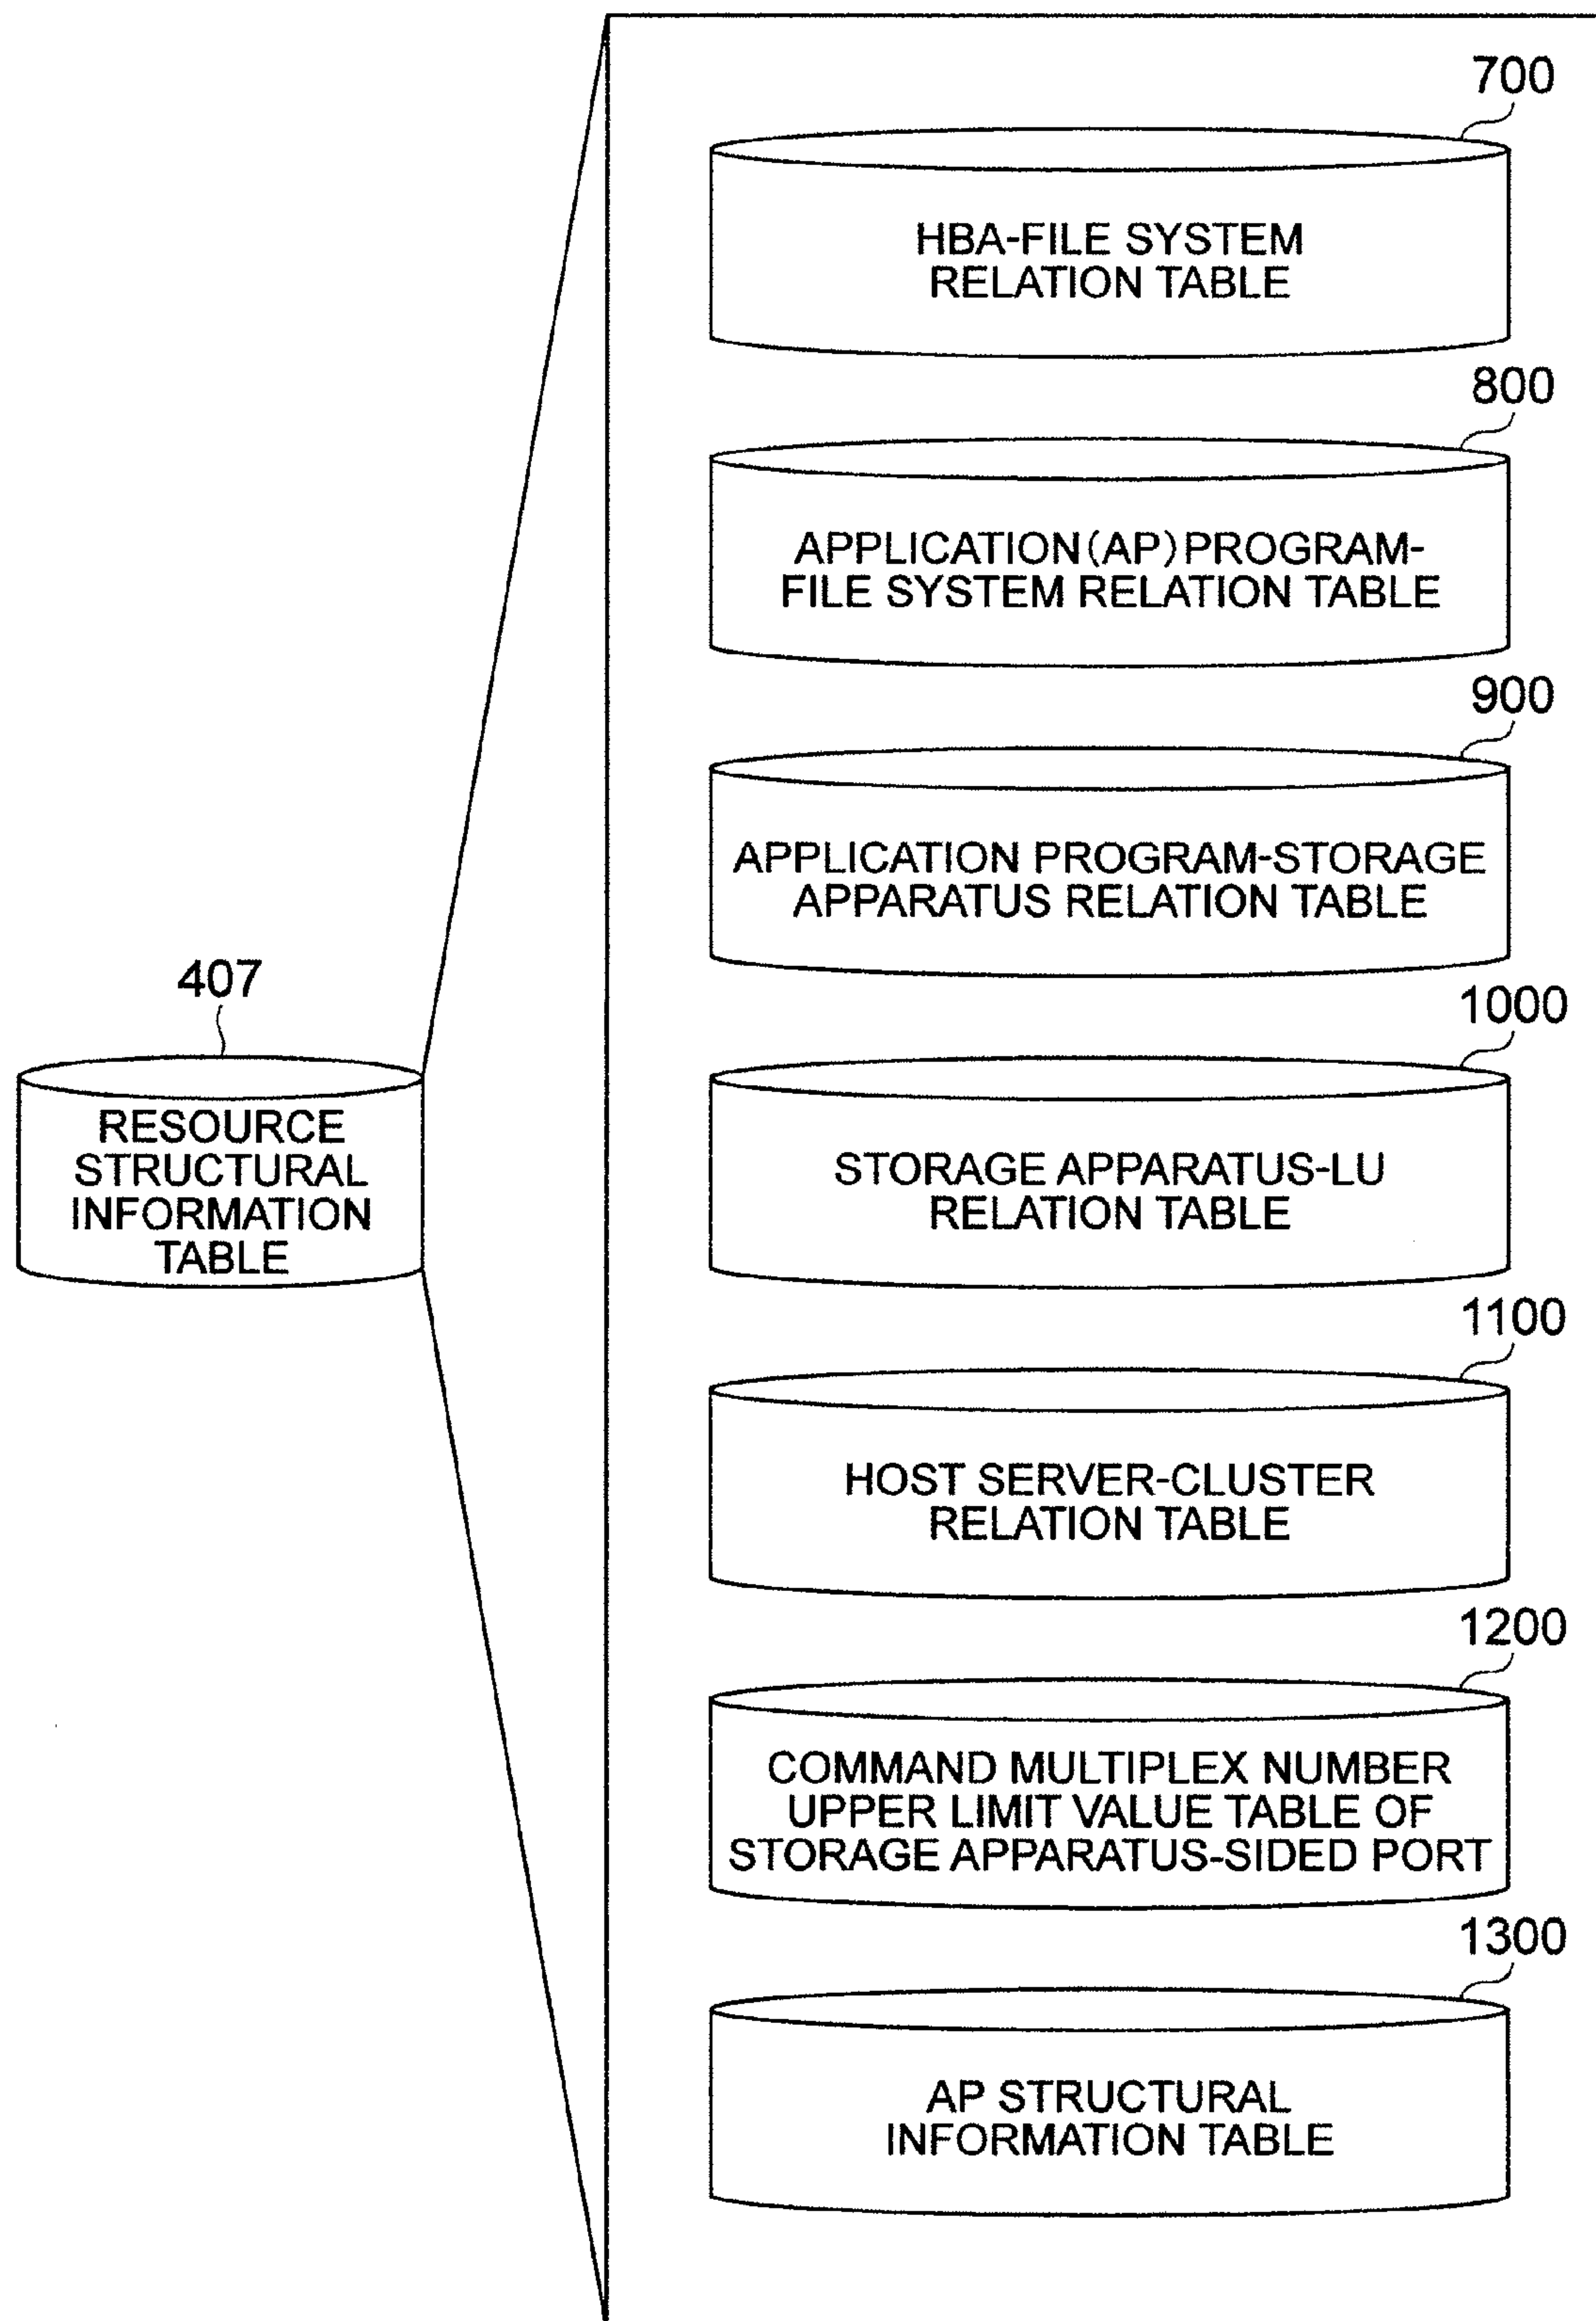 700
HBA-FILE SYSTEM
RELATION TABLE
800
APPLICATION(AP)PROGRAM-
FILE SYSTEM RELATION TABLE
900
APPLICATION PROGRAM-STORAGE
APPARATUS RELATION TABLE
407
RESOURCE
STRUCTURAL
INFORMATION
TABLE
1000
STORAGE APPARATUS-LU
RELATION TABLE
1100
HOST SERVER-CLUSTER
RELATION TABLE
1200
COMMAND MULTIPLEX NUMBER
UPPER LIMIT VALUE TABLE OF
STORAGE APPARATUS-SIDED PORT
1300
AP STRUCTURAL
INFORMATION TABLE